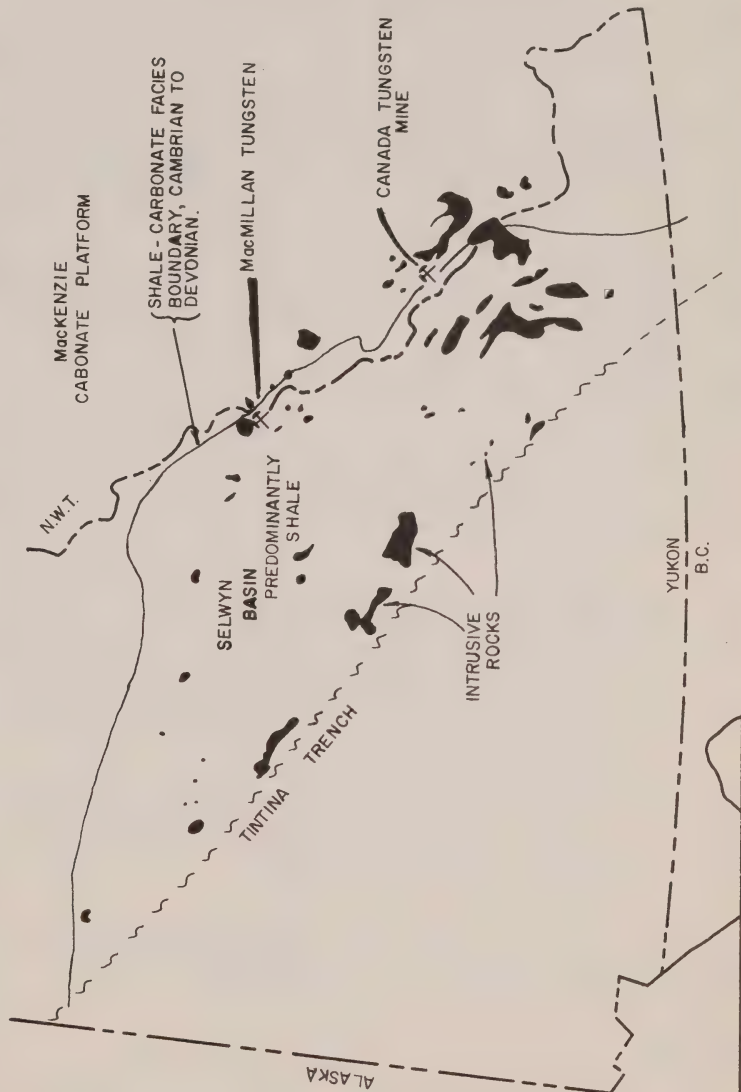 MacKENZIE
CABONATE PLATFORM
SHALE-CARBONATE FACIES
BOUNDARY, CAMBRIAN TO
DEVONIAN.
MacMILLAN TUNGSTEN
N.W.T.
CANADA TUNGSTEN
MINE
SELWYN
BASIN
PREDOMINANTLY
SHALE
TINTINA TRENCH
INTRUSIVE
ROCKS
YUKON
B.C.
ALASKA